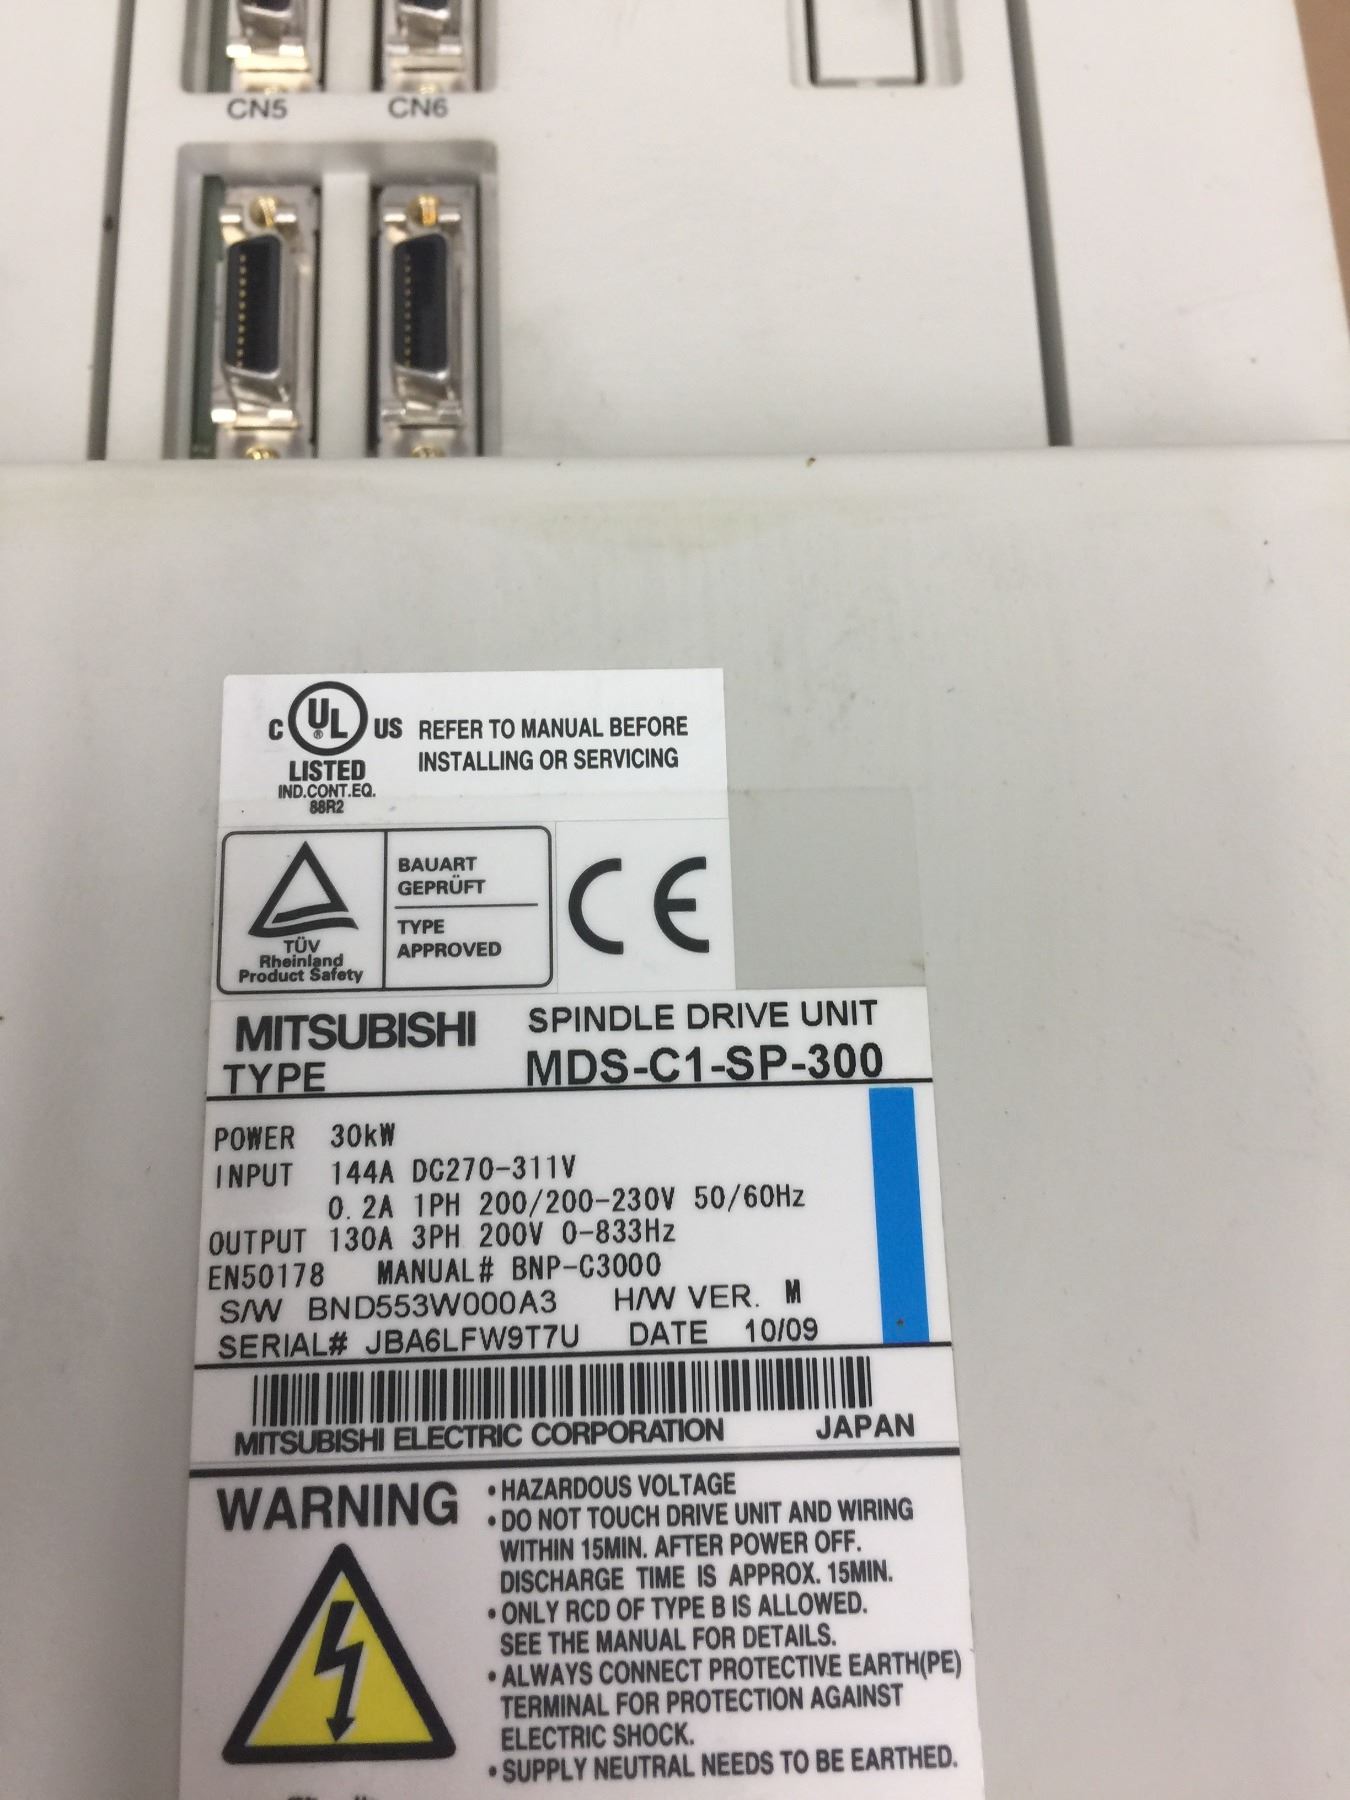 CN5 CN6
C UL ® US
LISTED
IND.CONT.EQ.
88R2
REFER TO MANUAL BEFORE
INSTALLING OR SERVICING
TÜV
Rheinland
Product Safety
BAUART
GEPRÜFT
TYPE
APPROVED
CE
MITSUBISHI SPINDLE DRIVE UNIT
TYPE MDS-C1-SP-300
POWER 30kW
INPUT 144A DC270-311V
0.2A 1PH 200/200-230V 50/60Hz
OUTPUT 130A 3PH 200V 0-833Hz
EN50178 MANUAL# BNP-C3000
S/W BND553W000A3 H/W VER. M
SERIAL# JBA6LFW9T7U DATE 10/09
MITSUBISHI ELECTRIC CORPORATION JAPAN
WARNING
• HAZARDOUS VOLTAGE
• DO NOT TOUCH DRIVE UNIT AND WIRING
WITHIN 15MIN. AFTER POWER OFF.
DISCHARGE TIME IS APPROX. 15MIN.
• ONLY RCD OF TYPE B IS ALLOWED.
SEE THE MANUAL FOR DETAILS.
• ALWAYS CONNECT PROTECTIVE EARTH(PE)
TERMINAL FOR PROTECTION AGAINST
ELECTRIC SHOCK.
• SUPPLY NEUTRAL NEEDS TO BE EARTHED.